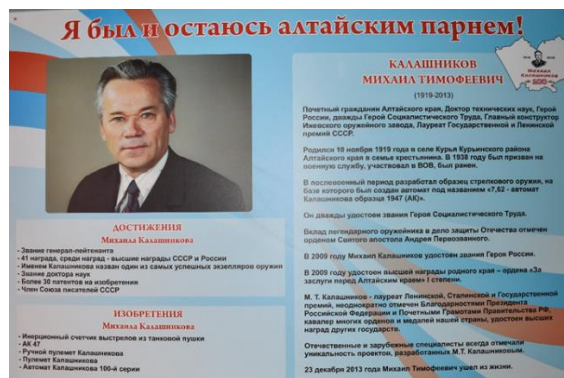 Я был и остаюсь алтайским парнем!
КАЛАШНИКОВ
МИХАИЛ ТИМОФЕЕВИЧ
(1919-2013)
Почетный гражданин Алтайского края, Доктор технических наук, Герой
России, дважды Герой Социалистического Труда, Главный конструктор
Ижевского оружейного завода, Лауреат Государственной и Ленинской
премий СССР.
Родился 10 ноября 1919 года в селе Курья Курьинского района
Алтайского края в семье крестьянина. В 1938 году был призван на
военную службу, участвовал в ВОВ, был ранен.
В послевоенный период разработал образец стрелкового оружия, на
базе которого был создан автомат под названием «7,62 - автомат
Калашникова образца 1947 (АК)».
Он дважды удостоен звания Героя Социалистического Труда.
Вклад легендарного оружейника в дело защиты Отечества отмечен
орденом Святого апостола Андрея Первозванного.
В 2009 году Михаил Калашников удостоен звания Героя России.
В 2009 году удостоен высшей награды родного края – ордена «За
заслуги перед Алтайским краем» I степени.
М. Т. Калашников - лауреат Ленинской, Сталинской и Государственной
премий, неоднократно отмечен Благодарностями Президента
Российской Федерации и Почетными Грамотами Правительства РФ,
кавалер многих орденов и медалей нашей страны, удостоен высших
наград других государств.
Отечественные и зарубежные специалисты всегда отмечали
уникальность проектов, разработанных М.Т. Калашниковым.
23 декабря 2013 года Михаил Тимофеевич ушел из жизни.
МИХАИЛ
КАЛАШНИКОВ
100
ДОСТИЖЕНИЯ
Михаила Калашникова
- Звание генерал-лейтенанта
- 41 награда, среди наград - высшие награды СССР и России
- Именем Калашникова назван один из самых успешных экземпляров оружия
- Звание доктора наук
- Более 30 патентов на изобретения
- Член Союза писателей СССР
ИЗОБРЕТЕНИЯ
Михаила Калашникова
- Инерционный счетчик выстрелов из танковой пушки
- АК 47
- Ручной пулемет Калашникова
- Пулемет Калашникова
- Автомат Калашникова 100-й серии